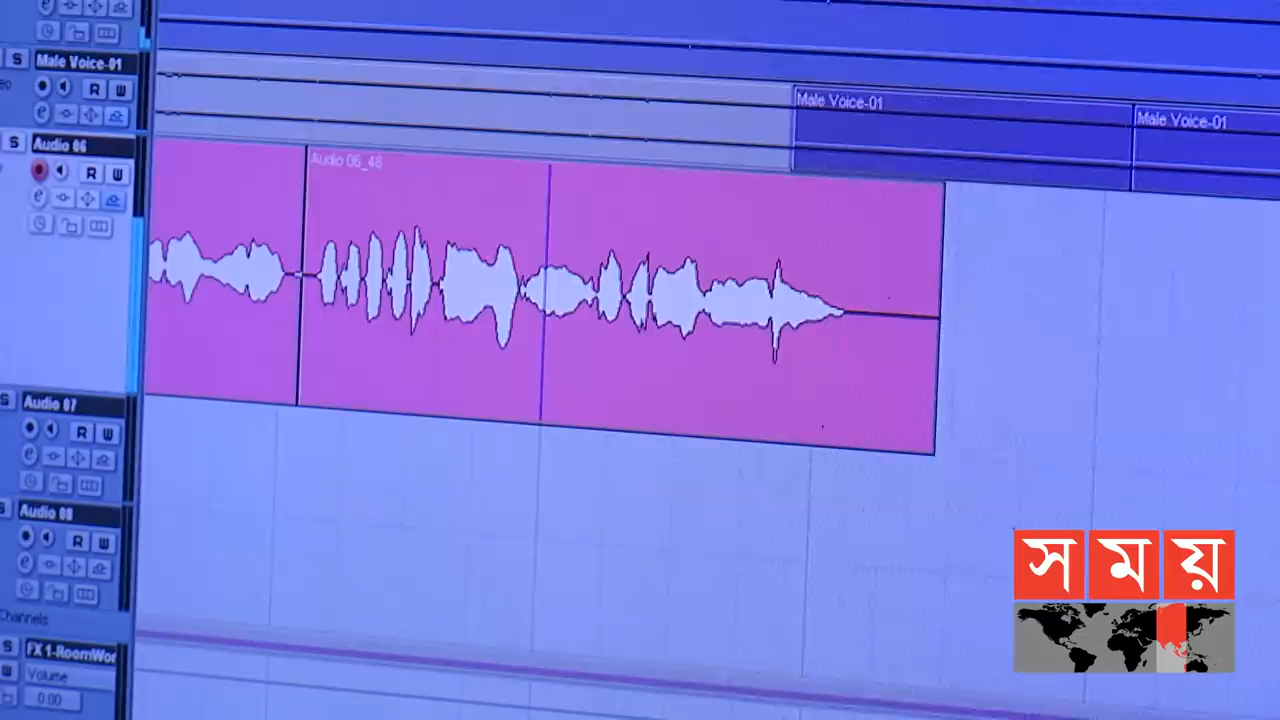 S Male Voice-01
R W
Male Voice-01
Male Voice-01
S Audio 06
R W
Audio 06_48
S Audio 07
R W
S Audio 08
R W
Channels
S FX 1-RoomWor
Volume
0.00
সময়